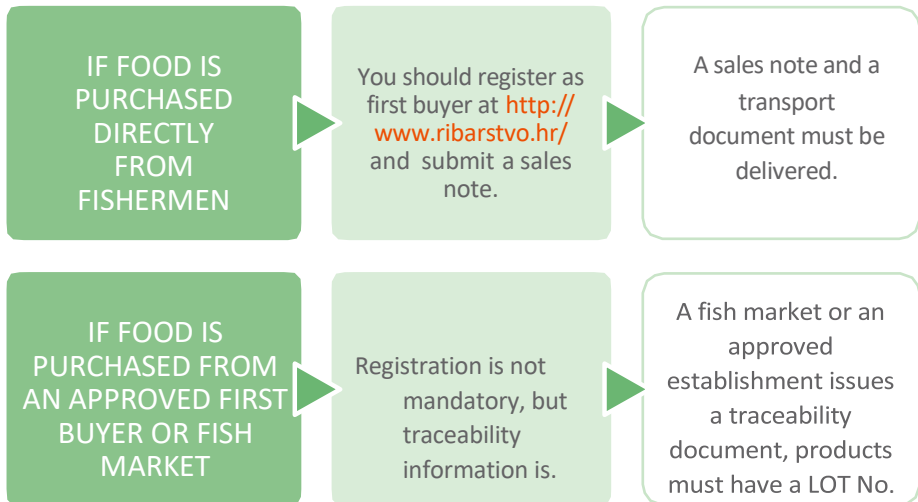 IF FOOD IS
PURCHASED
DIRECTLY
FROM
FISHERMEN
You should register as
first buyer at http://
www.ribarstvo.hr/
and submit a sales
note.
A sales note and a
transport
document must be
delivered.
IF FOOD IS
PURCHASED FROM
AN APPROVED FIRST
BUYER OR FISH
MARKET
Registration is not
mandatory, but
traceability
information is.
A fish market or an
approved
establishment issues
a traceability
document, products
must have a LOT No.